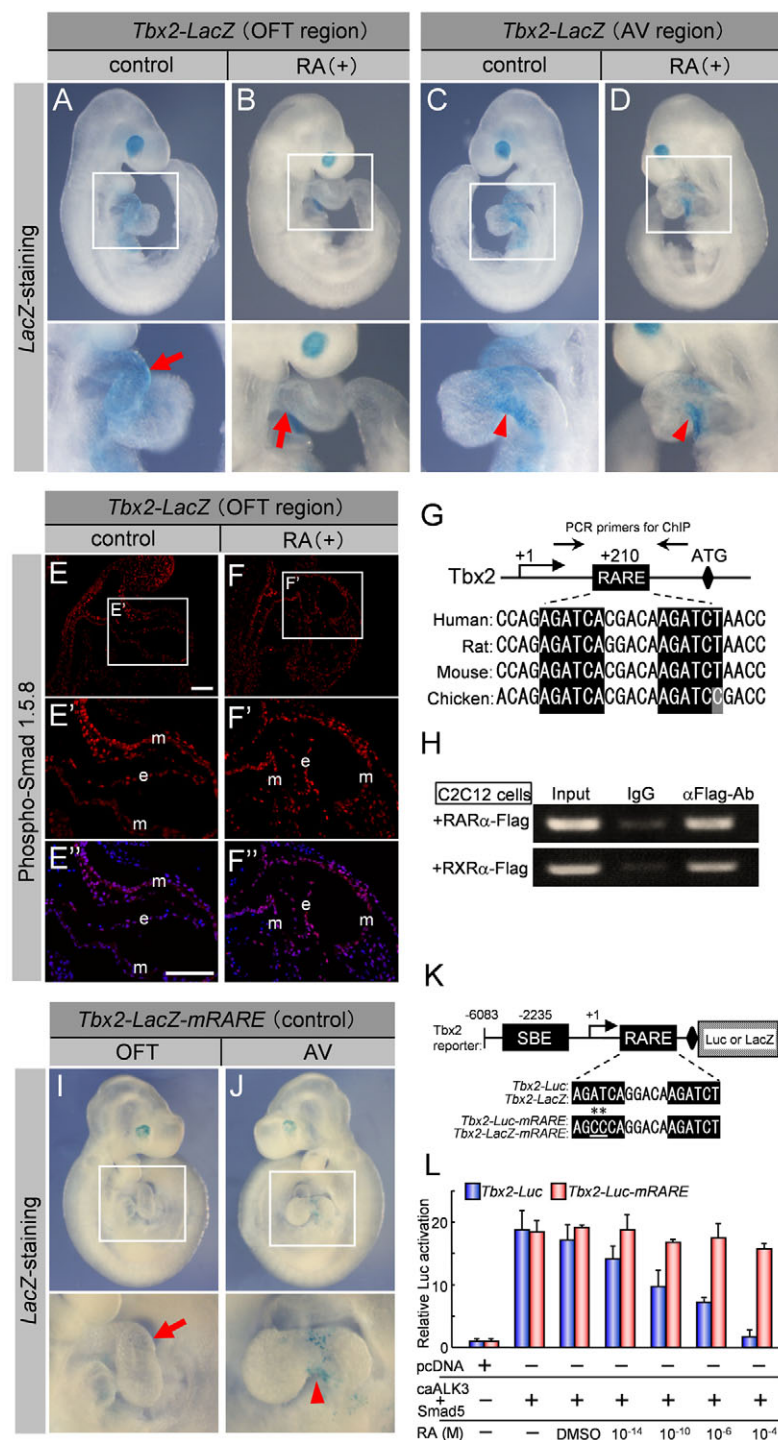 Tbx2-LacZ (OFT region)
Tbx2-LacZ (AV region)
control
RA(+)
control
RA(+)
LacZ-staining
A
B
C
D
Tbx2-LacZ (OFT region)
control
RA(+)
Phospho-Smad 1.5.8
E
E'
F
F'
E'
m
e
m
F'
e
m
m
E''
m
e
m
F''
e
m
m
G
PCR primers for ChIP
+1
+210
ATG
Tbx2
RARE
Human: CCAGAGATCACGACAAGATCTAACC
Rat: CCAGAGATCACGACAAGATCTAACC
Mouse: CCAGAGATCACGACAAGATCTAACC
Chicken: ACAGAGATCAGGACAAGATCCGACC
H
C2C12 cells
Input
IgG
αFlag-Ab
+RARα-Flag
+RXRα-Flag
Tbx2-LacZ-mRARE (control)
OFT
AV
LacZ-staining
I
J
K
-6083
-2235
+1
Tbx2 reporter:
SBE
RARE
Luc or LacZ
Tbx2-Luc:
Tbx2-LacZ:
AGATCAGGACAAGATCT
**
Tbx2-Luc-mRARE:
Tbx2-LacZ-mRARE:
AGCCCAGGACAAGATCT
L
Tbx2-Luc
Tbx2-Luc-mRARE
Relative Luc activation
20
10
0
pcDNA + − − − − − −
caALK3 + Smad5 − + + + + + +
RA (M) − − DMSO 10⁻¹⁴ 10⁻¹⁰ 10⁻⁶ 10⁻⁴